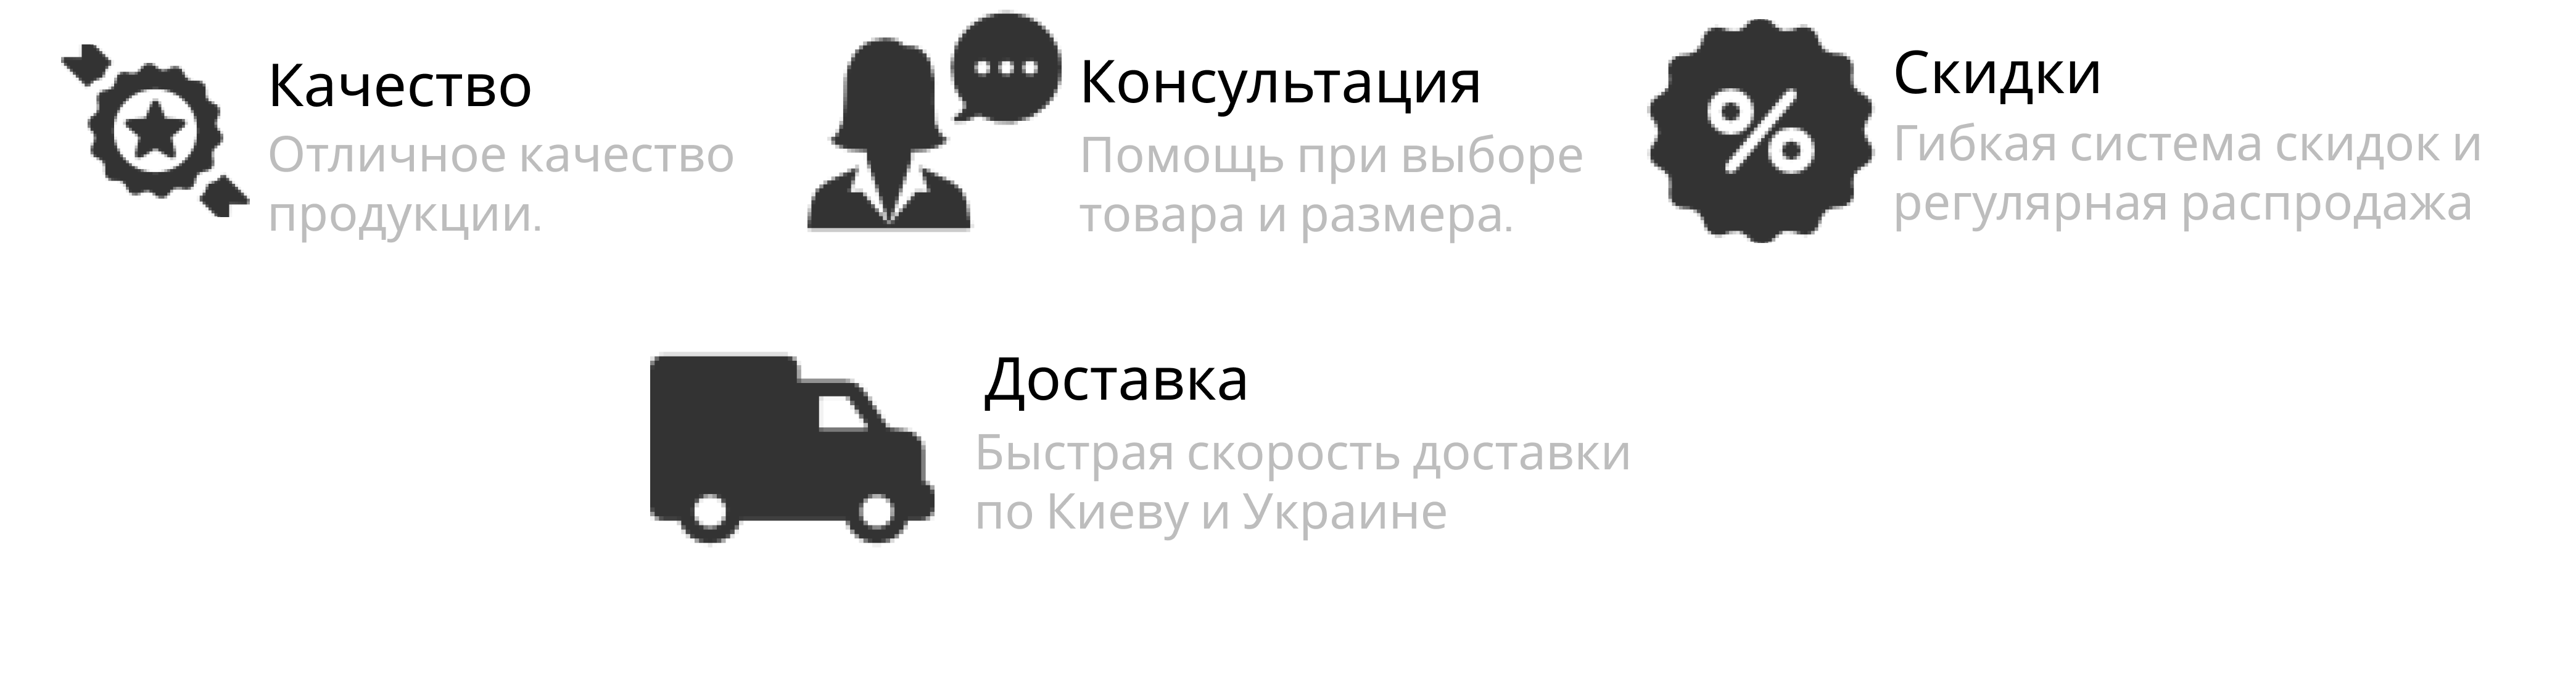 Качество
Отличное качество
продукции.
Консультация
Помощь при выборе
товара и размера.
Скидки
Гибкая система скидок и
регулярная распродажа
Доставка
Быстрая скорость доставки
по Киеву и Украине